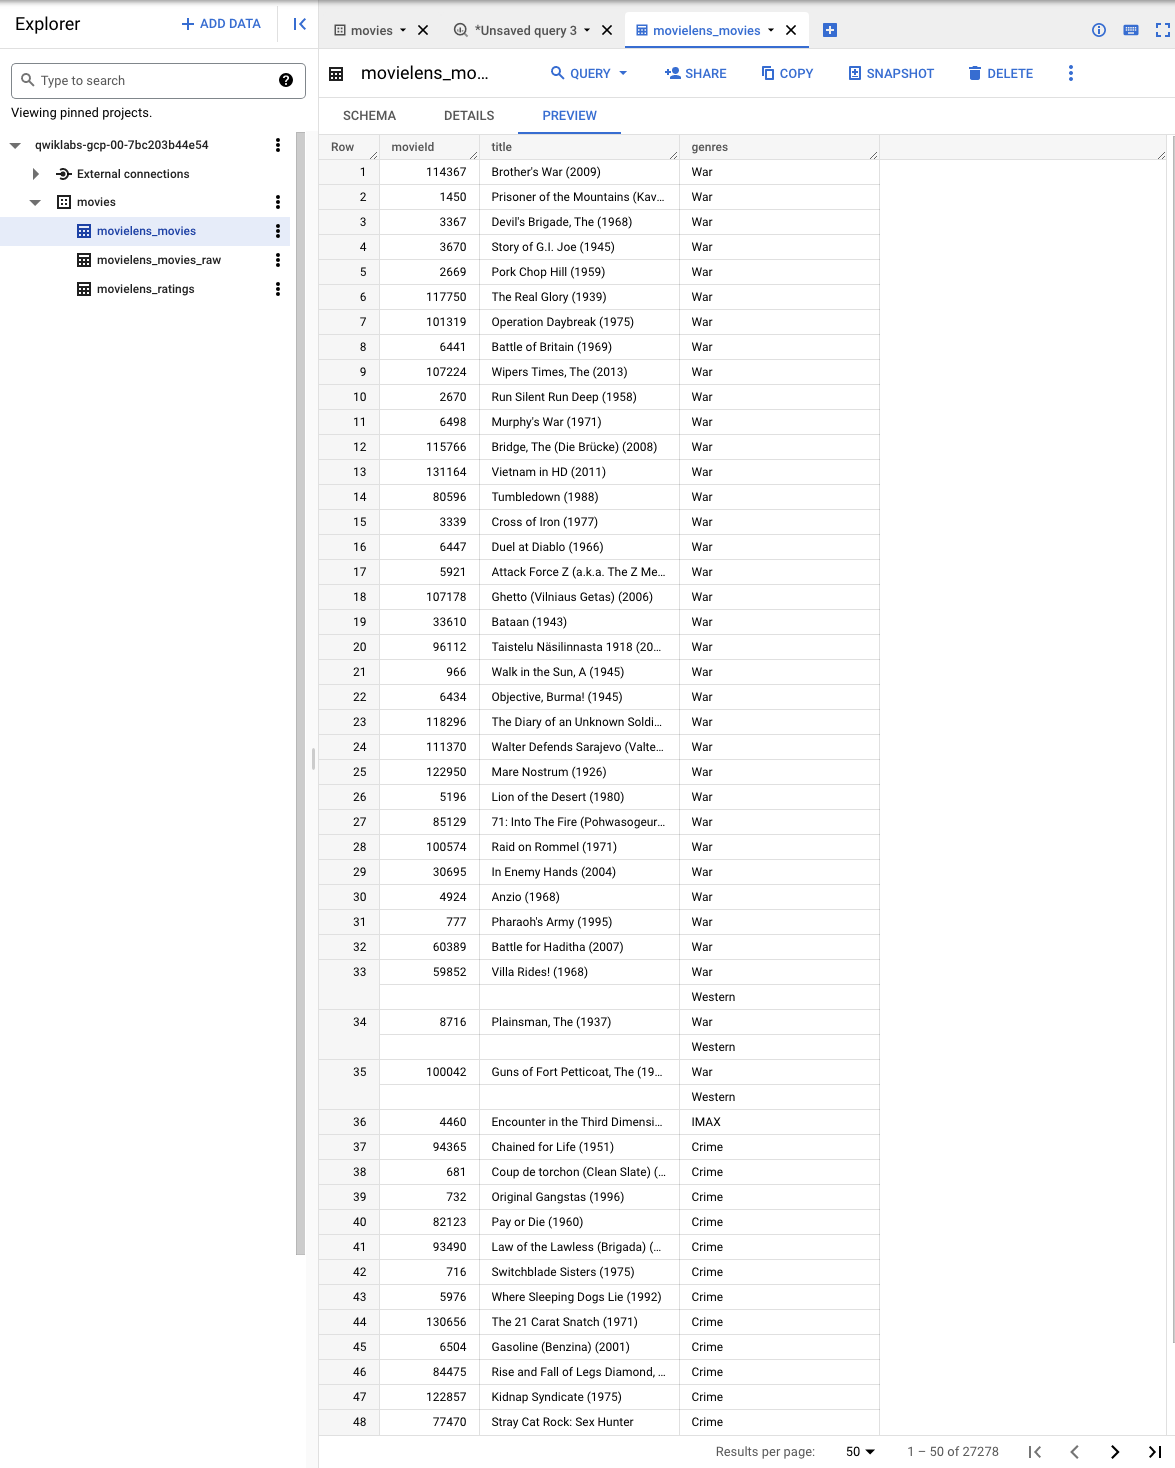 Explorer
ADD DATA
Type to search
Viewing pinned projects.
qwiklabs-gcp-00-7bc203b44e54
External connections
movies
movielens_movies
movielens_movies_raw
movielens_ratings
movies
*Unsaved query 3
movielens_movies
movielens_mo...
QUERY
SHARE
COPY
SNAPSHOT
DELETE
SCHEMA DETAILS PREVIEW
Row movieId title genres
1 114367 Brother's War (2009) War
2 1450 Prisoner of the Mountains (Kav... War
3 3367 Devil's Brigade, The (1968) War
4 3670 Story of G.I. Joe (1945) War
5 2669 Pork Chop Hill (1959) War
6 117750 The Real Glory (1939) War
7 101319 Operation Daybreak (1975) War
8 6441 Battle of Britain (1969) War
9 107224 Wipers Times, The (2013) War
10 2670 Run Silent Run Deep (1958) War
11 6498 Murphy's War (1971) War
12 115766 Bridge, The (Die Brücke) (2008) War
13 131164 Vietnam in HD (2011) War
14 80596 Tumbledown (1988) War
15 3339 Cross of Iron (1977) War
16 6447 Duel at Diablo (1966) War
17 5921 Attack Force Z (a.k.a. The Z Me... War
18 107178 Ghetto (Vilniaus Getas) (2006) War
19 33610 Bataan (1943) War
20 96112 Taistelu Näsilinnasta 1918 (20... War
21 966 Walk in the Sun, A (1945) War
22 6434 Objective, Burma! (1945) War
23 118296 The Diary of an Unknown Soldi... War
24 111370 Walter Defends Sarajevo (Valte... War
25 122950 Mare Nostrum (1926) War
26 5196 Lion of the Desert (1980) War
27 85129 71: Into The Fire (Pohwasogeur... War
28 100574 Raid on Rommel (1971) War
29 30695 In Enemy Hands (2004) War
30 4924 Anzio (1968) War
31 777 Pharaoh's Army (1995) War
32 60389 Battle for Haditha (2007) War
33 59852 Villa Rides! (1968) War
Western
34 8716 Plainsman, The (1937) War
Western
35 100042 Guns of Fort Petticoat, The (19... War
Western
36 4460 Encounter in the Third Dimensi... IMAX
37 94365 Chained for Life (1951) Crime
38 681 Coup de torchon (Clean Slate) (... Crime
39 732 Original Gangstas (1996) Crime
40 82123 Pay or Die (1960) Crime
41 93490 Law of the Lawless (Brigada) (... Crime
42 716 Switchblade Sisters (1975) Crime
43 5976 Where Sleeping Dogs Lie (1992) Crime
44 130656 The 21 Carat Snatch (1971) Crime
45 6504 Gasoline (Benzina) (2001) Crime
46 84475 Rise and Fall of Legs Diamond, ... Crime
47 122857 Kidnap Syndicate (1975) Crime
48 77470 Stray Cat Rock: Sex Hunter Crime
Results per page: 50 1 – 50 of 27278